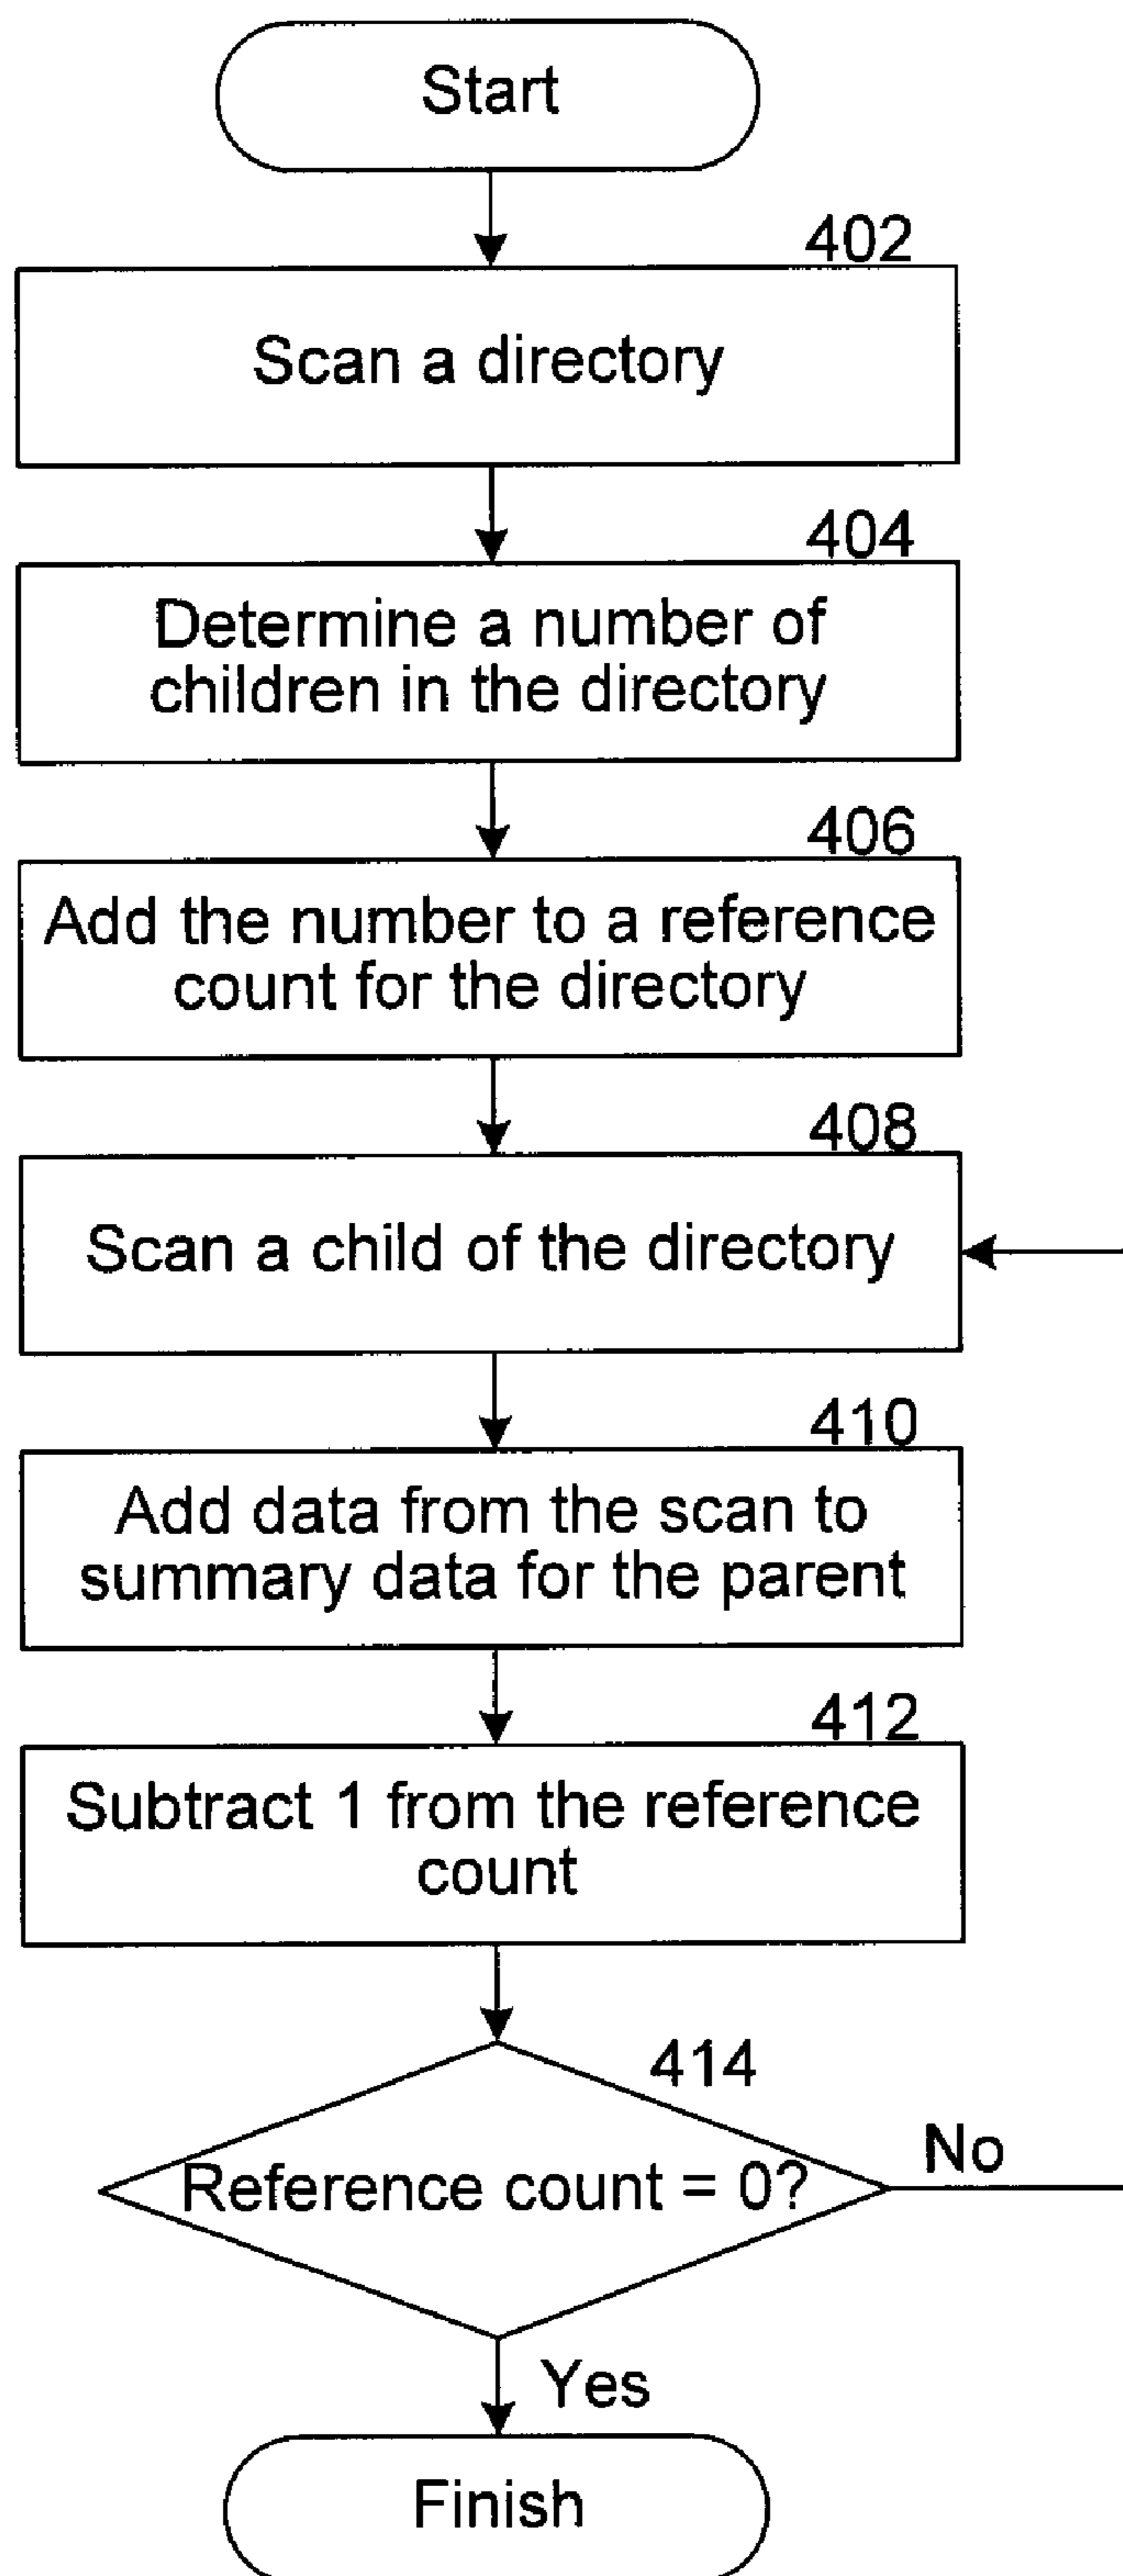 Start
402
Scan a directory
404
Determine a number of
children in the directory
406
Add the number to a reference
count for the directory
408
Scan a child of the directory
410
Add data from the scan to
summary data for the parent
412
Subtract 1 from the reference
count
414
Reference count = 0?
No
Yes
Finish